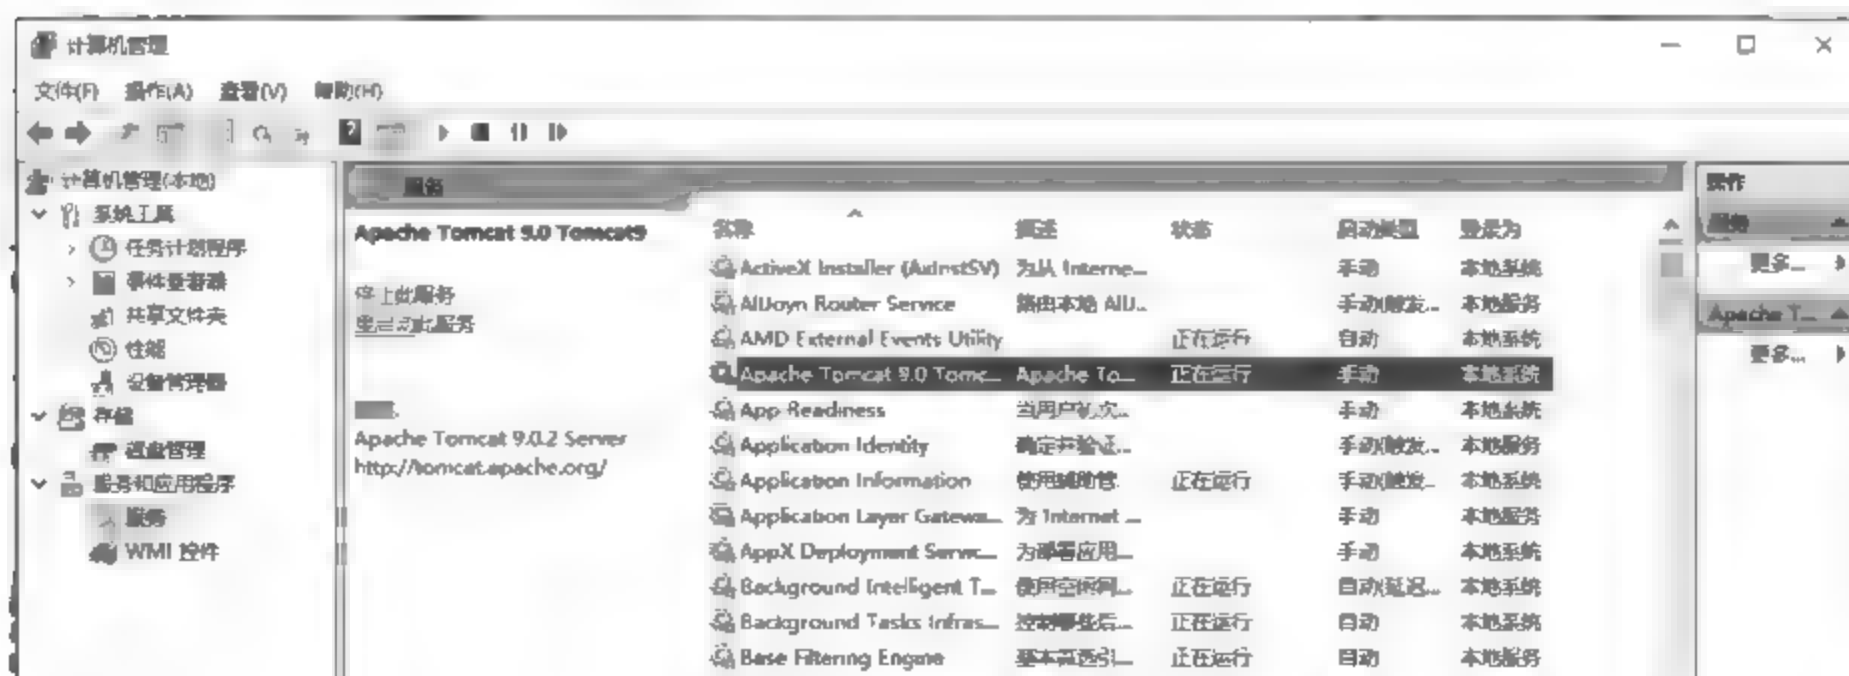 计算机管理
文件(F) 操作(A) 查看(V) 帮助(H)
计算机管理(本地)
系统工具
任务计划程序
事件查看器
共享文件夹
性能
设备管理器
存储
磁盘管理
服务和应用程序
服务
WMI 控件
服务
Apache Tomcat 9.0 Tomcat9
停止此服务
重启动此服务
Apache Tomcat 9.0.2 Server
http://tomcat.apache.org/
名称 描述 状态 启动类型 登录为
ActiveX Installer (AxInstSV) 为从 Interne... 手动 本地系统
AllJoyn Router Service 路由本地 AllJ... 手动(触发... 本地服务
AMD External Events Utility 正在运行 自动 本地系统
Apache Tomcat 9.0 Tomc... Apache To... 正在运行 手动 本地系统
App Readiness 当用户初次... 手动 本地系统
Application Identity 确定并验证... 手动(触发... 本地服务
Application Information 使用辅助管... 正在运行 手动(触发... 本地系统
Application Layer Gatewa... 为 Internet ... 手动 本地服务
AppX Deployment Servic... 为部署应用... 手动 本地系统
Background Intelligent T... 使用空闲网... 正在运行 自动(延迟... 本地系统
Background Tasks Infras... 控制哪些后... 正在运行 自动 本地系统
Base Filtering Engine 基本筛选引... 正在运行 自动 本地服务
操作
服务
更多...
Apache T...
更多...